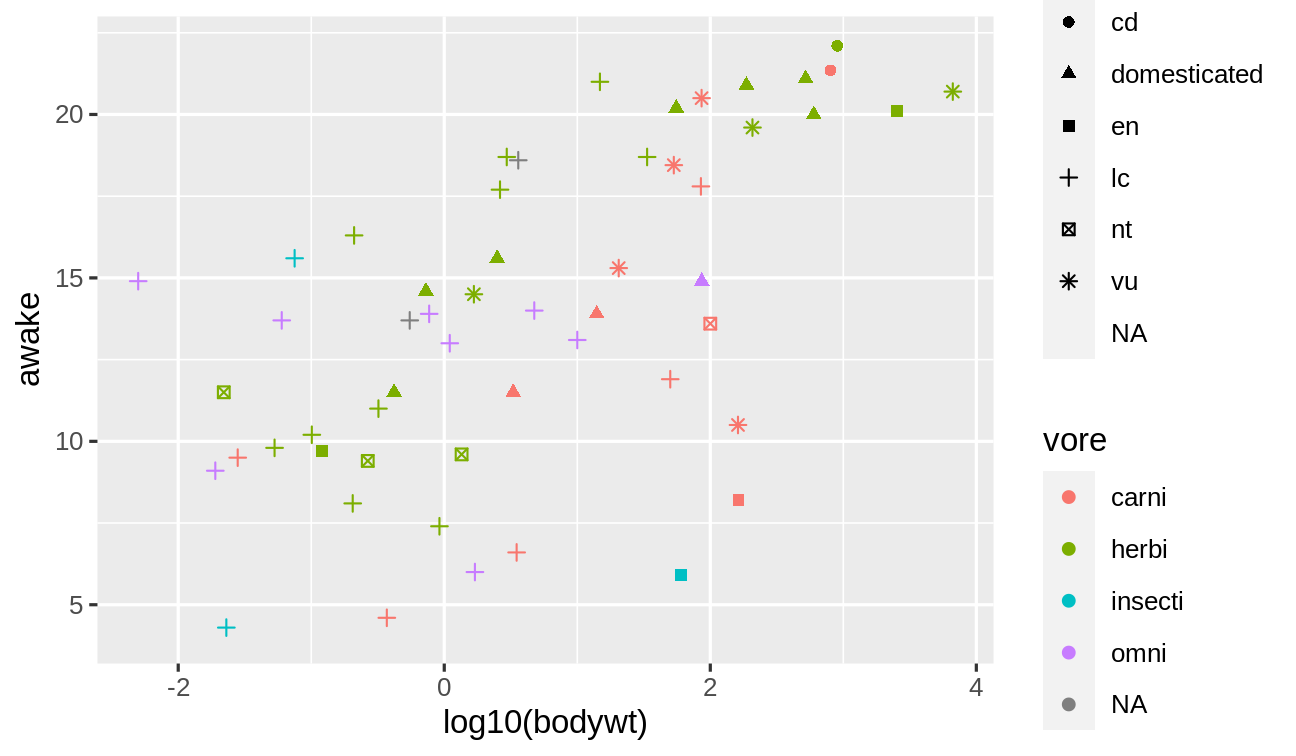 awake
20
15
10
5
-2
0
2
4
log10(bodywt)
cd
domesticated
en
lc
nt
vu
NA
vore
carni
herbi
insecti
omni
NA